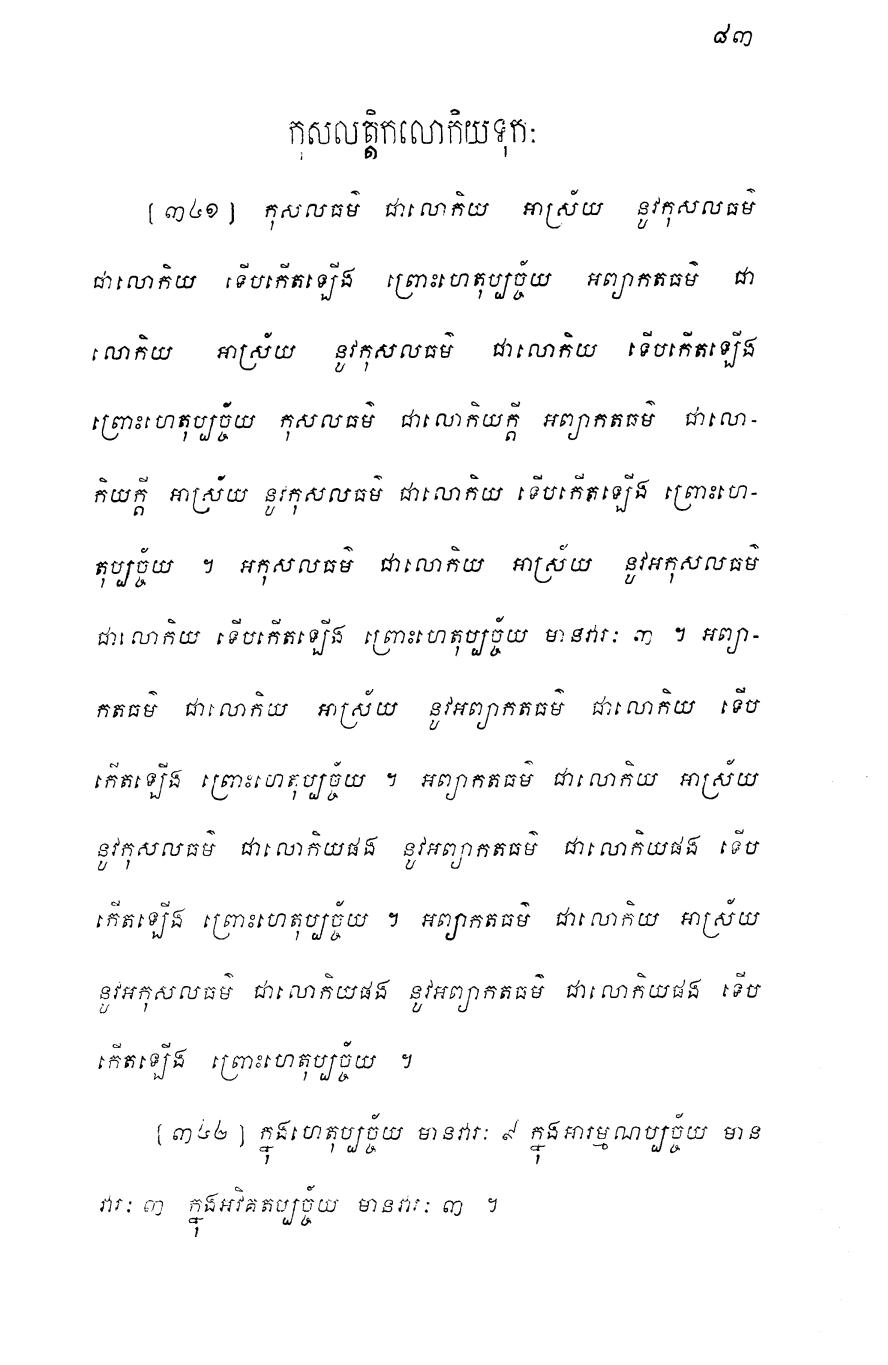 ៨៣
កុសលត្តិកលោកិយទុកៈ
[៣៤១] កុសលធម៌ ជាលោកិយ អាស្រ័យ នូវកុសលធម៌
ជាលោកិយ ទើបកើតឡើង ព្រោះហេតុប្បច្ច័យ អព្យាកតធម៌ ជា
លោកិយ អាស្រ័យ នូវកុសលធម៌ ជាលោកិយ ទើបកើតឡើង
ព្រោះហេតុប្បច្ច័យ កុសលធម៌ ជាលោកិយក្តី អព្យាកតធម៌ ជាលោ-
កិយក្តី អាស្រ័យ នូវកុសលធម៌ ជាលោកិយ ទើបកើតឡើង ព្រោះហេ-
តុប្បច្ច័យ ។ អកុសលធម៌ ជាលោកិយ អាស្រ័យ នូវអកុសលធម៌
ជាលោកិយ ទើបកើតឡើង ព្រោះហេតុប្បច្ច័យ មានវារៈ ៣ ។ អព្យា-
កតធម៌ ជាលោកិយ អាស្រ័យ នូវអព្យាកតធម៌ ជាលោកិយ ទើប
កើតឡើង ព្រោះហេតុប្បច្ច័យ ។ អព្យាកតធម៌ ជាលោកិយ អាស្រ័យ
នូវកុសលធម៌ ជាលោកិយផង នូវអព្យាកតធម៌ ជាលោកិយផង ទើប
កើតឡើង ព្រោះហេតុប្បច្ច័យ ។ អព្យាកតធម៌ ជាលោកិយ អាស្រ័យ
នូវអកុសលធម៌ ជាលោកិយផង នូវអព្យាកតធម៌ ជាលោកិយផង ទើប
កើតឡើង ព្រោះហេតុប្បច្ច័យ ។
[៣៤២] ក្នុងហេតុប្បច្ច័យ មានវារៈ ៩ ក្នុងអារម្មណប្បច្ច័យ មាន
វារៈ ៣ ក្នុងអវិគតប្បច្ច័យ មានវារៈ ៣ ។